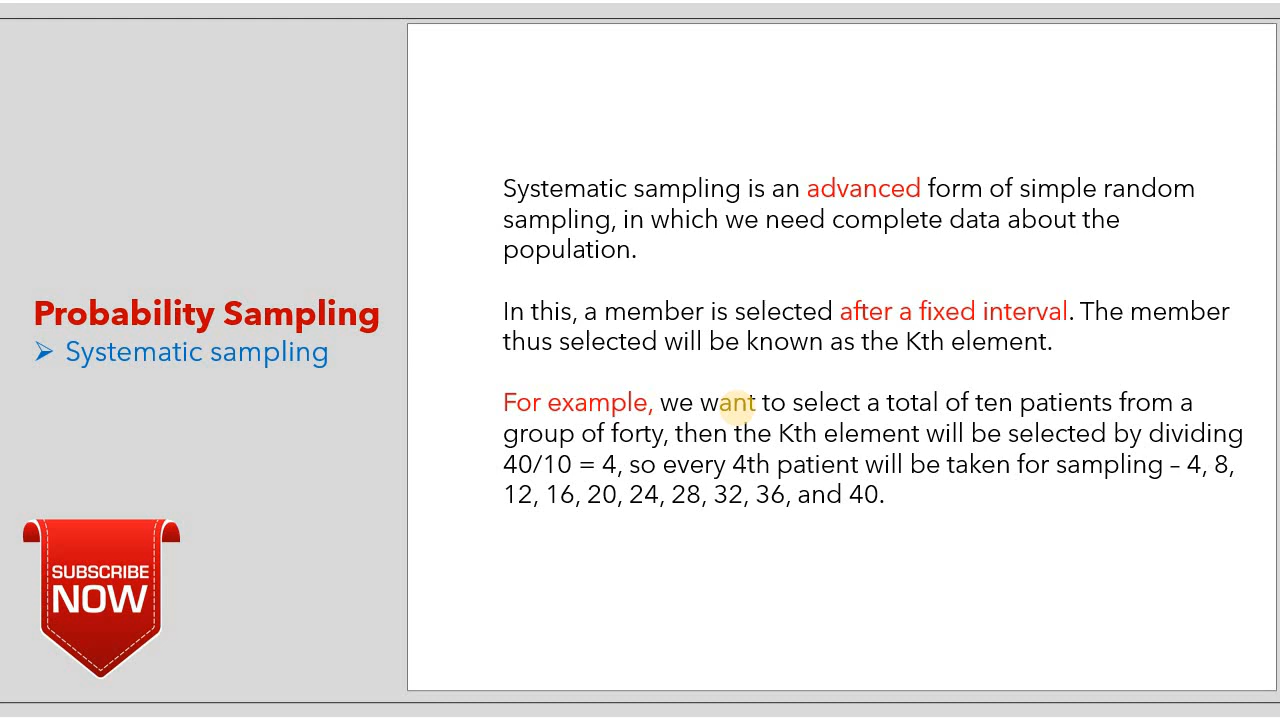 Probability Sampling
Systematic sampling
SUBSCRIBE
NOW
Systematic sampling is an advanced form of simple random
sampling, in which we need complete data about the
population.
In this, a member is selected after a fixed interval. The member
thus selected will be known as the Kth element.
For example, we want to select a total of ten patients from a
group of forty, then the Kth element will be selected by dividing
40/10 = 4, so every 4th patient will be taken for sampling – 4, 8,
12, 16, 20, 24, 28, 32, 36, and 40.